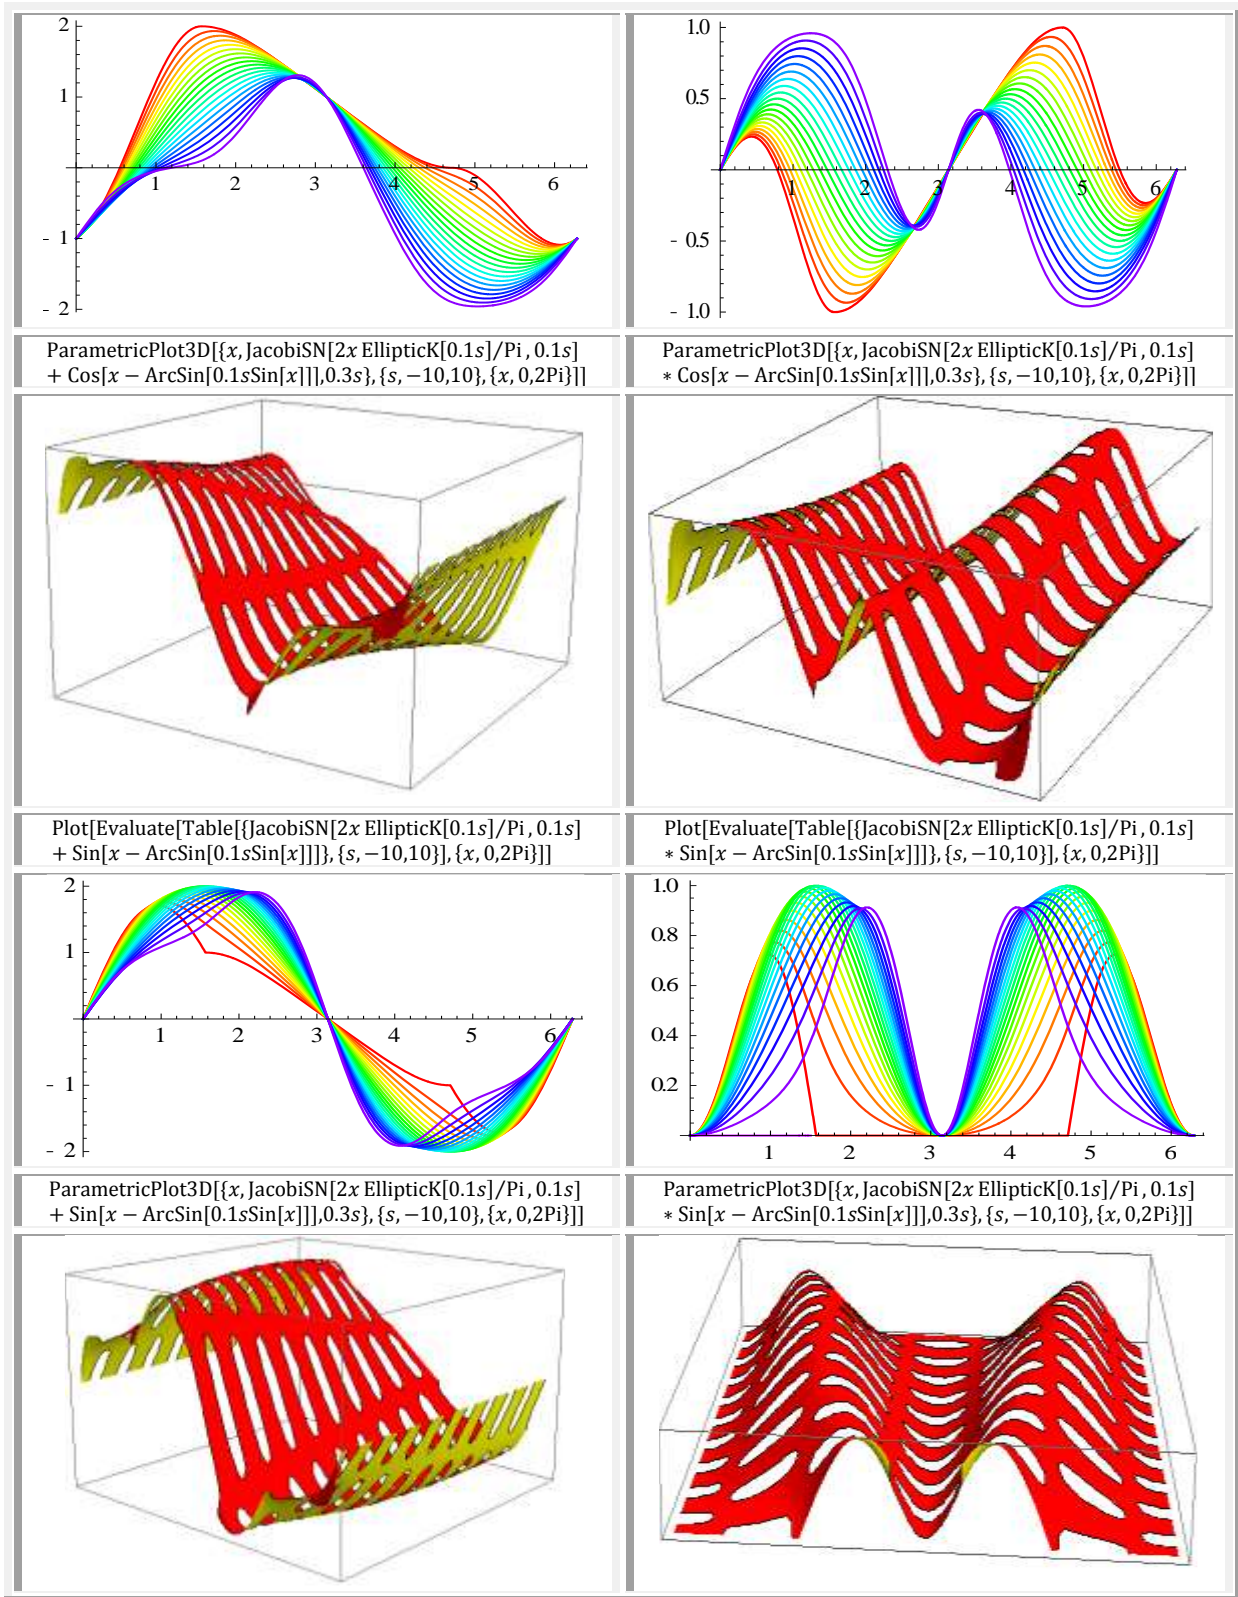 2
1
- 1
- 2
1 2 3 4 5 6
1.0
0.5
- 0.5
- 1.0
1 2 3 4 5 6
ParametricPlot3D[{x, JacobiSN[2x EllipticK[0.1s]/Pi , 0.1s]
+ Cos[x − ArcSin[0.1sSin[x]]],0.3s}, {s, −10,10}, {x, 0,2Pi}]]
ParametricPlot3D[{x, JacobiSN[2x EllipticK[0.1s]/Pi , 0.1s]
∗ Cos[x − ArcSin[0.1sSin[x]]],0.3s}, {s, −10,10}, {x, 0,2Pi}]]
Plot[Evaluate[Table[{JacobiSN[2x EllipticK[0.1s]/Pi , 0.1s]
+ Sin[x − ArcSin[0.1sSin[x]]]}, {s, −10,10}], {x, 0,2Pi}]]
Plot[Evaluate[Table[{JacobiSN[2x EllipticK[0.1s]/Pi , 0.1s]
∗ Sin[x − ArcSin[0.1sSin[x]]]}, {s, −10,10}], {x, 0,2Pi}]]
2
1
- 1
- 2
1 2 3 4 5 6
1.0
0.8
0.6
0.4
0.2
1 2 3 4 5 6
ParametricPlot3D[{x, JacobiSN[2x EllipticK[0.1s]/Pi , 0.1s]
+ Sin[x − ArcSin[0.1sSin[x]]],0.3s}, {s, −10,10}, {x, 0,2Pi}]]
ParametricPlot3D[{x, JacobiSN[2x EllipticK[0.1s]/Pi , 0.1s]
∗ Sin[x − ArcSin[0.1sSin[x]]],0.3s}, {s, −10,10}, {x, 0,2Pi}]]